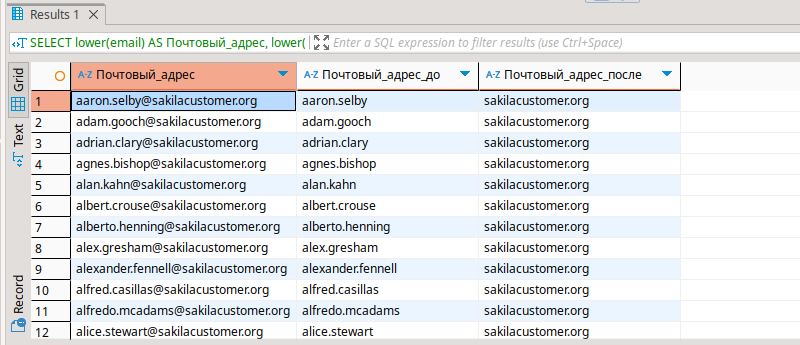 Results 1
SELECT lower(email) AS Почтовый_адрес, lower( Enter a SQL expression to filter results (use Ctrl+Space)
Grid
Text
Record
A-Z Почтовый_адрес A-Z Почтовый_адрес_до A-Z Почтовый_адрес_после
1 aaron.selby@sakilacustomer.org aaron.selby sakilacustomer.org
2 adam.gooch@sakilacustomer.org adam.gooch sakilacustomer.org
3 adrian.clary@sakilacustomer.org adrian.clary sakilacustomer.org
4 agnes.bishop@sakilacustomer.org agnes.bishop sakilacustomer.org
5 alan.kahn@sakilacustomer.org alan.kahn sakilacustomer.org
6 albert.crouse@sakilacustomer.org albert.crouse sakilacustomer.org
7 alberto.henning@sakilacustomer.org alberto.henning sakilacustomer.org
8 alex.gresham@sakilacustomer.org alex.gresham sakilacustomer.org
9 alexander.fennell@sakilacustomer.org alexander.fennell sakilacustomer.org
10 alfred.casillas@sakilacustomer.org alfred.casillas sakilacustomer.org
11 alfredo.mcadams@sakilacustomer.org alfredo.mcadams sakilacustomer.org
12 alice.stewart@sakilacustomer.org alice.stewart sakilacustomer.org